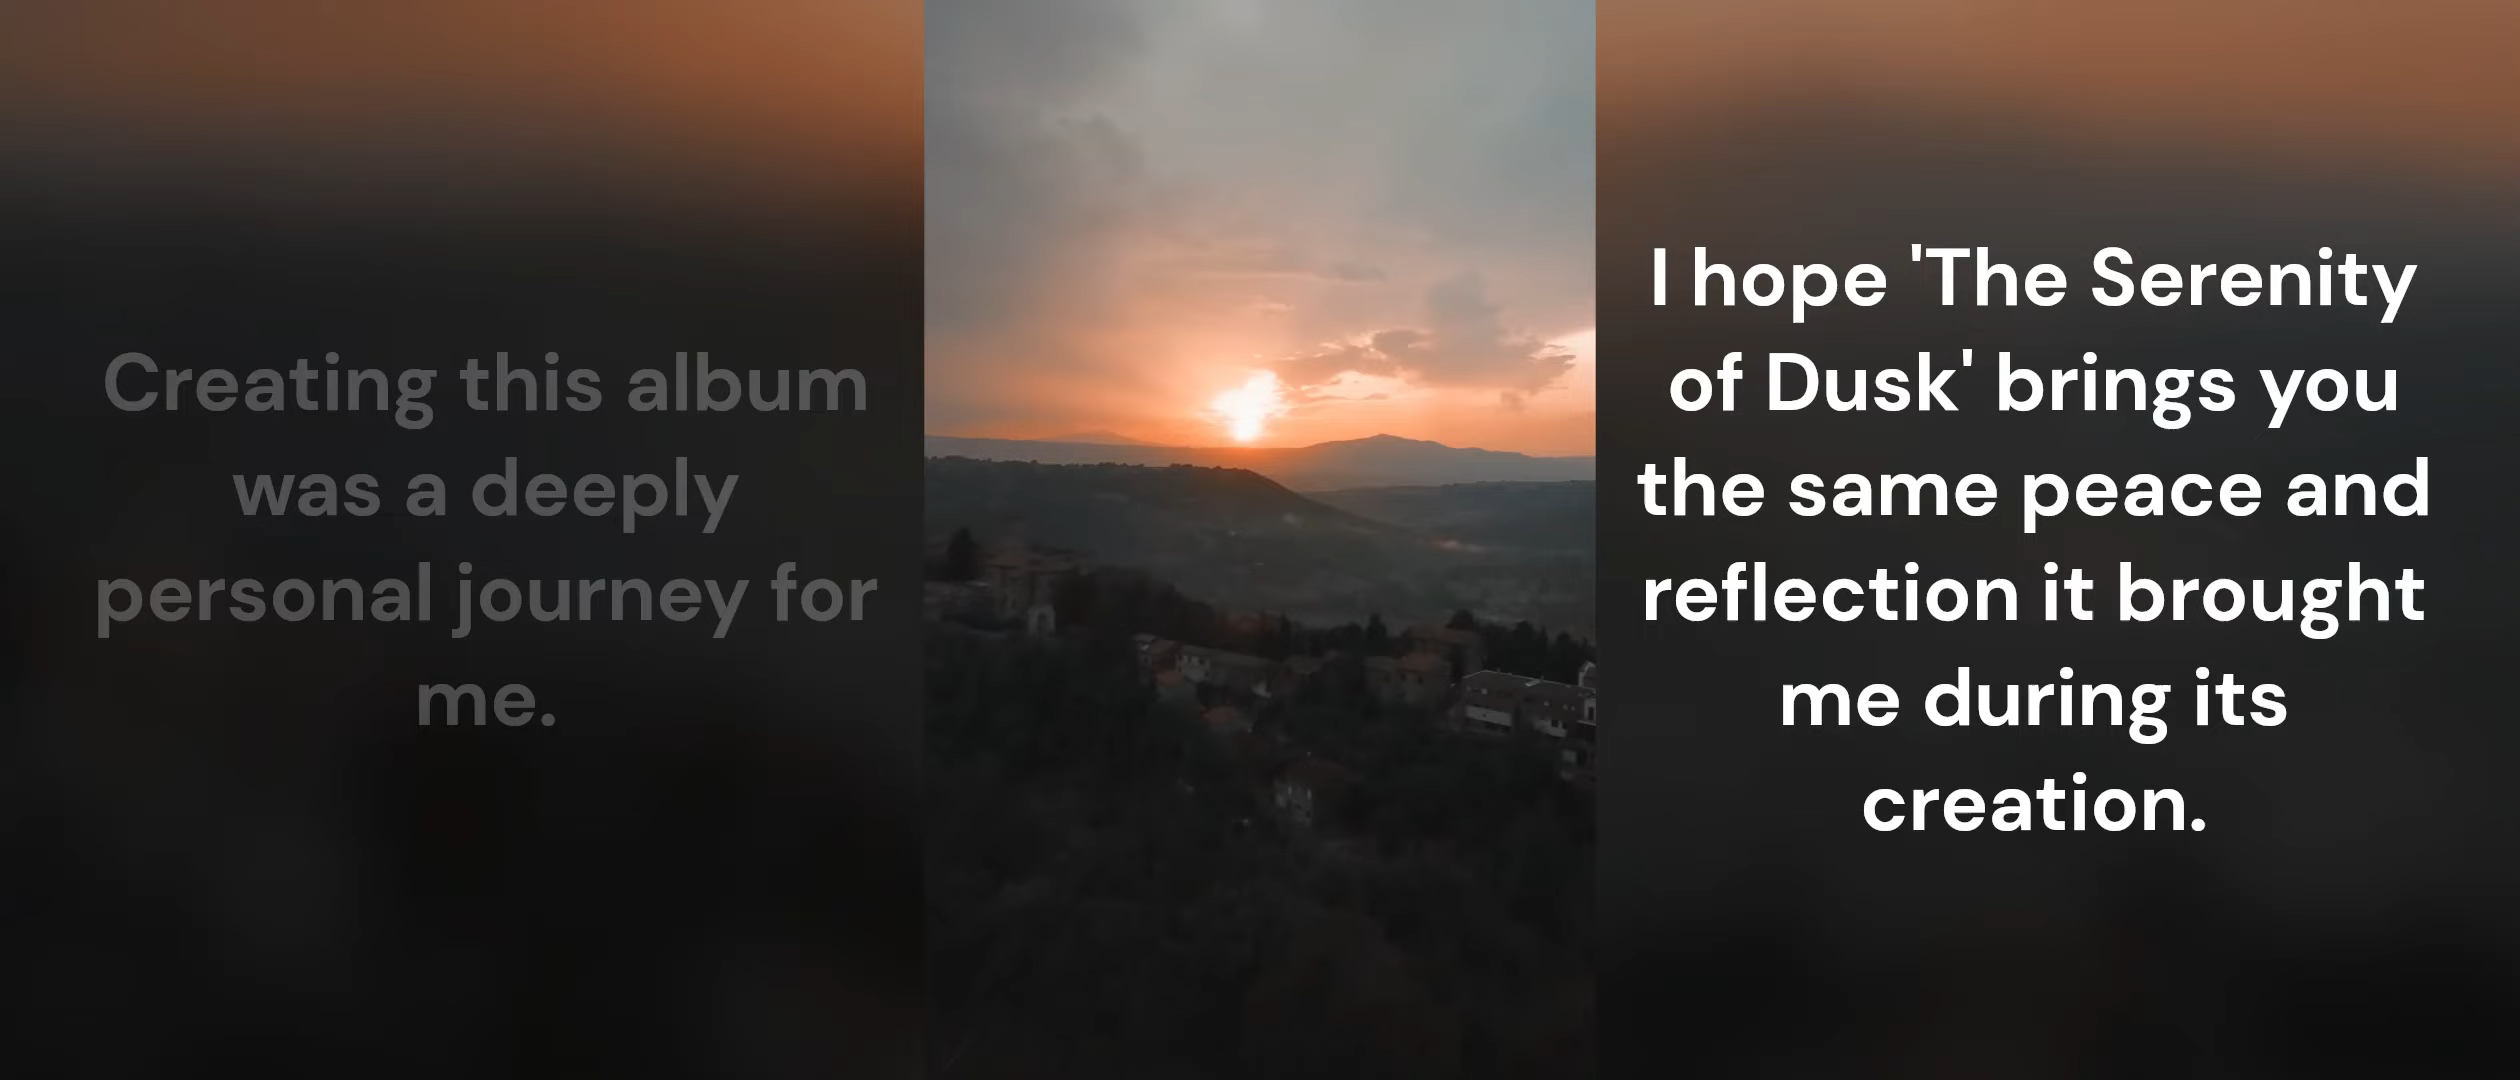 Creating this album
was a deeply
personal journey for
me.
I hope 'The Serenity
of Dusk' brings you
the same peace and
reflection it brought
me during its
creation.